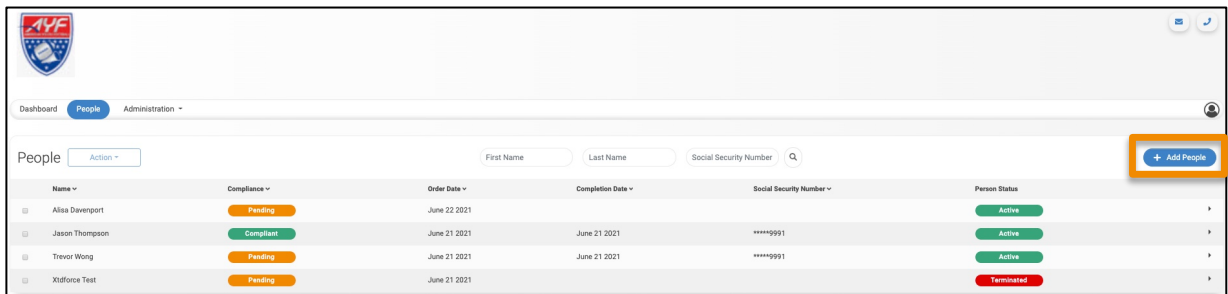 AYF
Dashboard People Administration
People Action First Name Last Name Social Security Number + Add People
Name Compliance Order Date Completion Date Social Security Number Person Status
Alisa Davenport Pending June 22 2021 Active
Jason Thompson Compliant June 21 2021 June 21 2021 *****9991 Active
Trevor Wong Pending June 21 2021 June 21 2021 *****9991 Active
Xtdforce Test Pending June 21 2021 Terminated